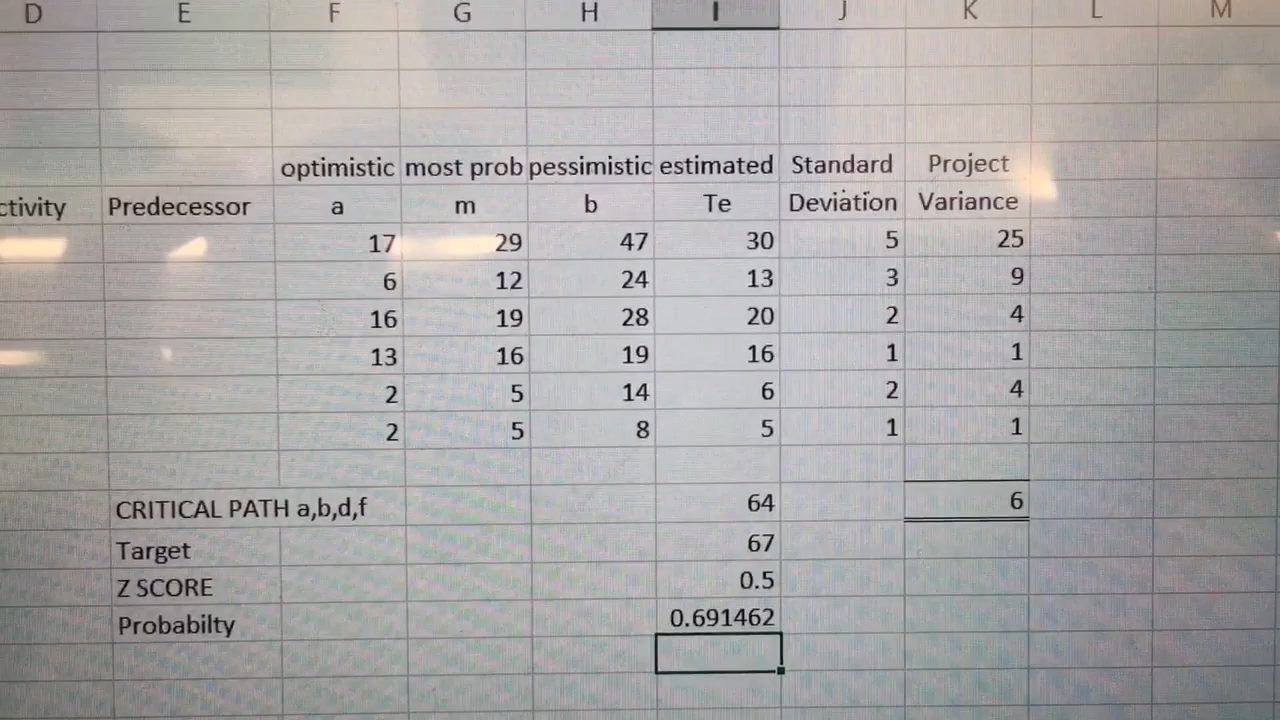 D E F G H I J K L M
optimistic most prob pessimistic estimated Standard Project
ctivity Predecessor a m b Te Deviation Variance
17 29 47 30 5 25
6 12 24 13 3 9
16 19 28 20 2 4
13 16 19 16 1 1
2 5 14 6 2 4
2 5 8 5 1 1
CRITICAL PATH a,b,d,f 64 6
Target 67
Z SCORE 0.5
Probabilty 0.691462